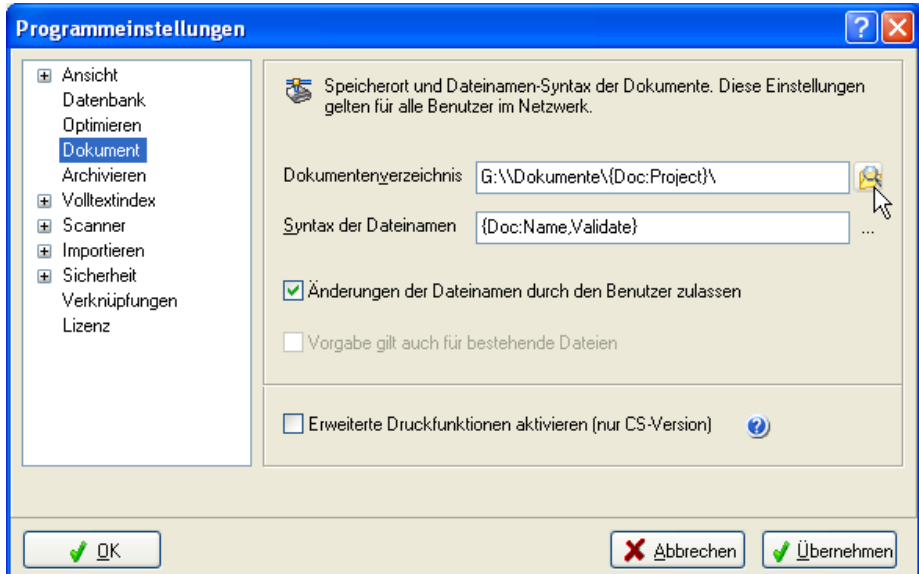 Programmeinstellungen
Ansicht
Datenbank
Optimieren
Dokument
Archivieren
Volltextindex
Scanner
Importieren
Sicherheit
Verknüpfungen
Lizenz
Speicherort und Dateinamen-Syntax der Dokumente. Diese Einstellungen
gelten für alle Benutzer im Netzwerk.
Dokumentenverzeichnis G:\\Dokumente\{Doc:Project}\
Syntax der Dateinamen {Doc:Name,Validate} ...
Änderungen der Dateinamen durch den Benutzer zulassen
Vorgabe gilt auch für bestehende Dateien
Erweiterte Druckfunktionen aktivieren (nur CS-Version)
OK Abbrechen Übernehmen